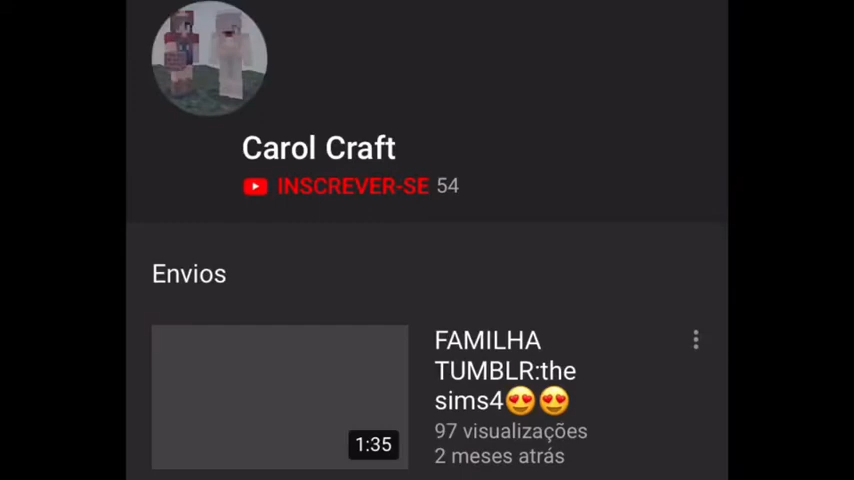 Carol Craft
INSCREVER-SE 54
Envios
FAMILHA
TUMBLR:the
sims4😍😍
97 visualizações
2 meses atrás
1:35